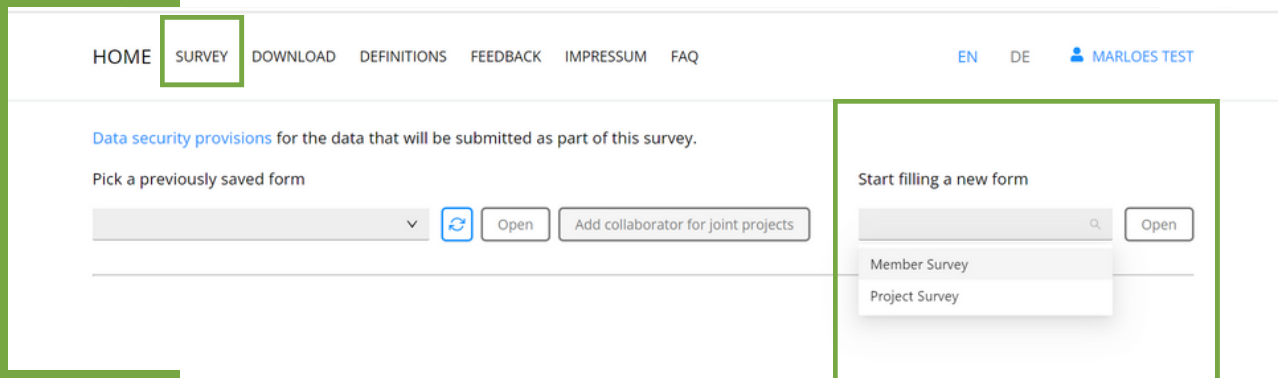 HOME SURVEY DOWNLOAD DEFINITIONS FEEDBACK IMPRESSUM FAQ EN DE MARLOES TEST
Data security provisions for the data that will be submitted as part of this survey.
Pick a previously saved form
Open Add collaborator for joint projects
Start filling a new form
Open
Member Survey
Project Survey